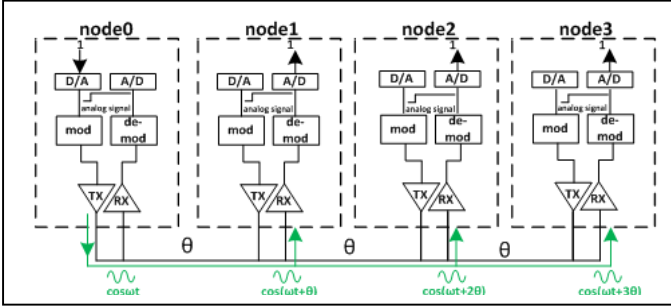 node0 node1 node2 node3
1 1 1 1
D/A A/D D/A A/D D/A A/D D/A A/D
analog signal analog signal analog signal analog signal
mod de-mod mod de-mod mod de-mod mod de-mod
TX RX TX RX TX RX TX RX
θ θ θ
cosωt cos(ωt+θ) cos(ωt+2θ) cos(ωt+3θ)